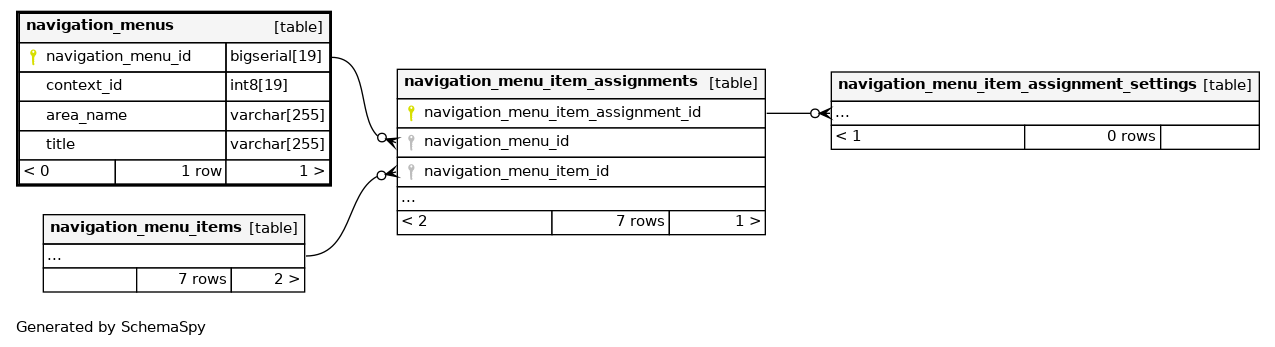 navigation_menus [table]
navigation_menu_id bigserial[19]
context_id int8[19]
area_name varchar[255]
title varchar[255]
< 0 1 row 1 >
navigation_menu_items [table]
...
7 rows 2 >
navigation_menu_item_assignments [table]
navigation_menu_item_assignment_id
navigation_menu_id
navigation_menu_item_id
...
< 2 7 rows 1 >
navigation_menu_item_assignment_settings [table]
...
< 1 0 rows
Generated by SchemaSpy